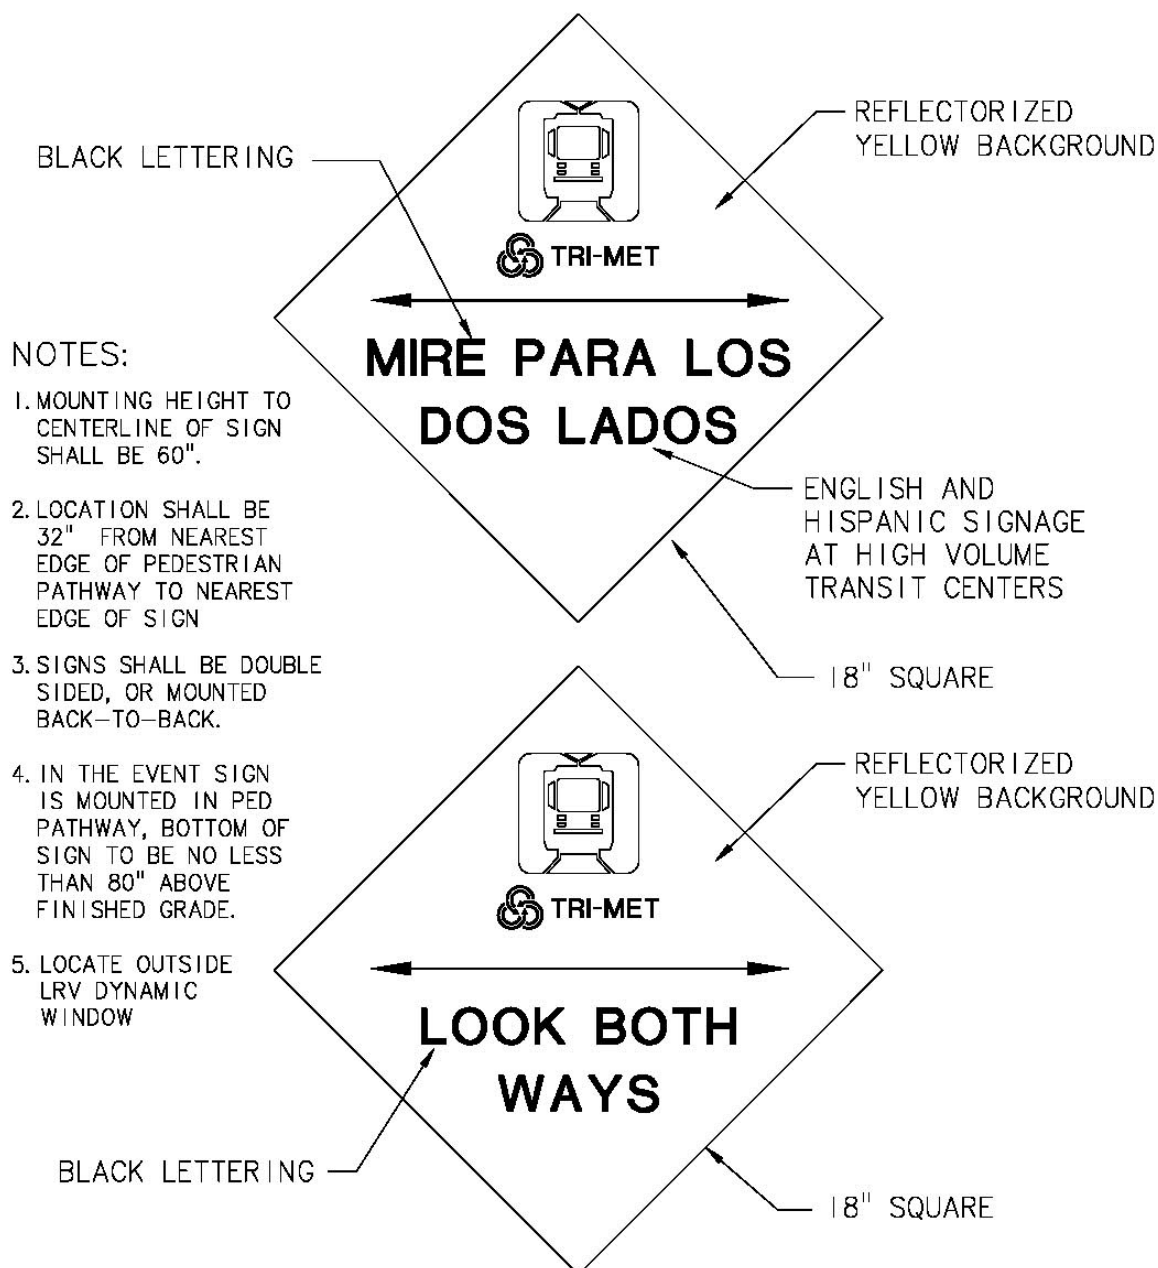 REFLECTORIZED
YELLOW BACKGROUND
BLACK LETTERING
TRI-MET
MIRE PARA LOS
DOS LADOS
ENGLISH AND
HISPANIC SIGNAGE
AT HIGH VOLUME
TRANSIT CENTERS
18" SQUARE
NOTES:
1. MOUNTING HEIGHT TO
CENTERLINE OF SIGN
SHALL BE 60".
2. LOCATION SHALL BE
32" FROM NEAREST
EDGE OF PEDESTRIAN
PATHWAY TO NEAREST
EDGE OF SIGN
3. SIGNS SHALL BE DOUBLE
SIDED, OR MOUNTED
BACK-TO-BACK.
4. IN THE EVENT SIGN
IS MOUNTED IN PED
PATHWAY, BOTTOM OF
SIGN TO BE NO LESS
THAN 80" ABOVE
FINISHED GRADE.
5. LOCATE OUTSIDE
LRV DYNAMIC
WINDOW
REFLECTORIZED
YELLOW BACKGROUND
TRI-MET
LOOK BOTH
WAYS
BLACK LETTERING
18" SQUARE